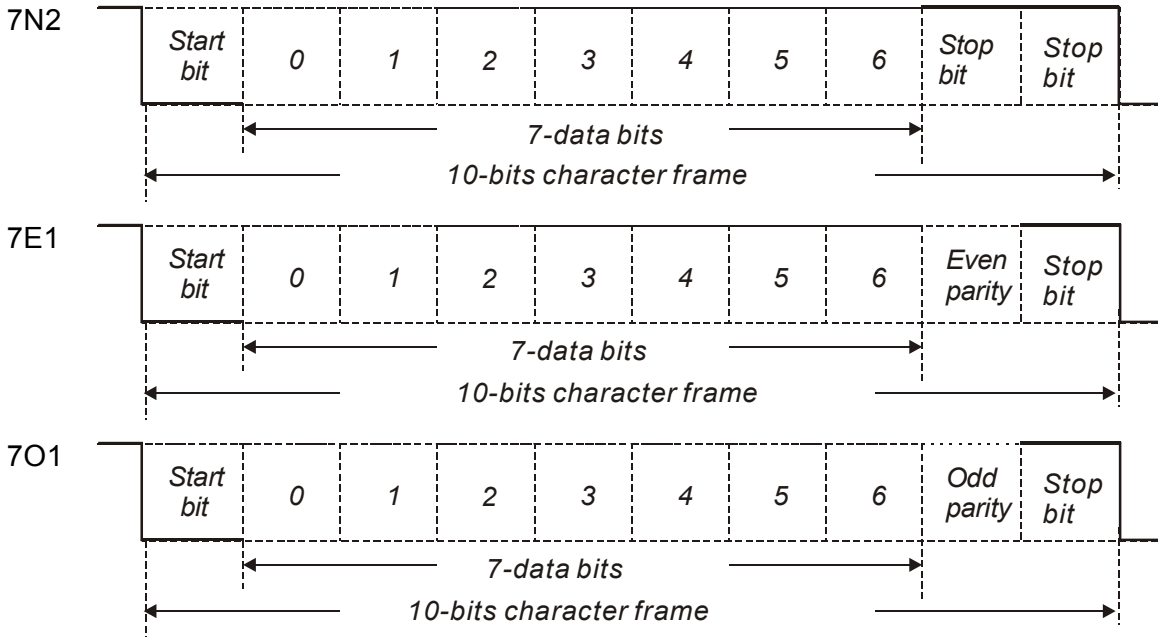 7N2
Start bit 0 1 2 3 4 5 6 Stop bit Stop bit
7-data bits
10-bits character frame
7E1
Start bit 0 1 2 3 4 5 6 Even parity Stop bit
7-data bits
10-bits character frame
7O1
Start bit 0 1 2 3 4 5 6 Odd parity Stop bit
7-data bits
10-bits character frame